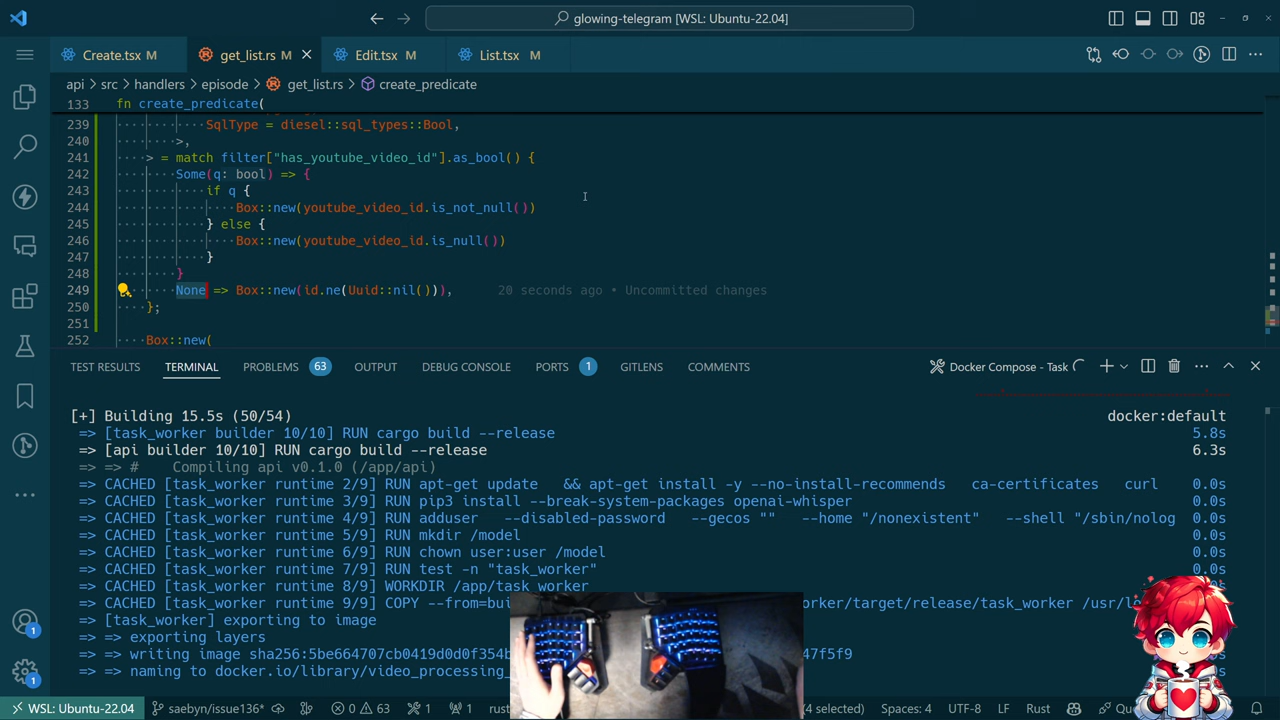 glowing-telegram [WSL: Ubuntu-22.04]
Create.tsx M
get_list.rs M
Edit.tsx M
List.tsx M
api > src > handlers > episode > get_list.rs > create_predicate
133 fn create_predicate(
239 SqlType = diesel::sql_types::Bool,
240 >,
241 > = match filter["has_youtube_video_id"].as_bool() {
242 Some(q: bool) => {
243 if q {
244 Box::new(youtube_video_id.is_not_null())
245 } else {
246 Box::new(youtube_video_id.is_null())
247 }
248 }
249 None => Box::new(id.ne(Uuid::nil())), 20 seconds ago • Uncommitted changes
250 };
251
252 Box::new(
TEST RESULTS TERMINAL PROBLEMS 63 OUTPUT DEBUG CONSOLE PORTS 1 GITLENS COMMENTS Docker Compose - Task
[+] Building 15.5s (50/54) docker:default
=> [task_worker builder 10/10] RUN cargo build --release 5.8s
=> [api builder 10/10] RUN cargo build --release 6.3s
=> => # Compiling api v0.1.0 (/app/api)
=> CACHED [task_worker runtime 2/9] RUN apt-get update && apt-get install -y --no-install-recommends ca-certificates curl 0.0s
=> CACHED [task_worker runtime 3/9] RUN pip3 install --break-system-packages openai-whisper 0.0s
=> CACHED [task_worker runtime 4/9] RUN adduser --disabled-password --gecos "" --home "/nonexistent" --shell "/sbin/nolog 0.0s
=> CACHED [task_worker runtime 5/9] RUN mkdir /model 0.0s
=> CACHED [task_worker runtime 6/9] RUN chown user:user /model 0.0s
=> CACHED [task_worker runtime 7/9] RUN test -n "task_worker" 0.0s
=> CACHED [task_worker runtime 8/9] WORKDIR /app/task_worker
=> CACHED [task_worker runtime 9/9] COPY --from=bui orker/target/release/task_worker /usr/lo
=> [task_worker] exporting to image
=> => exporting layers
=> => writing image sha256:5be664707cb0419d0d0f354b 47f5f9
=> => naming to docker.io/library/video_processing_
WSL: Ubuntu-22.04 saebyn/issue136* 0 63 1 1 rust 4 selected) Spaces: 4 UTF-8 LF Rust